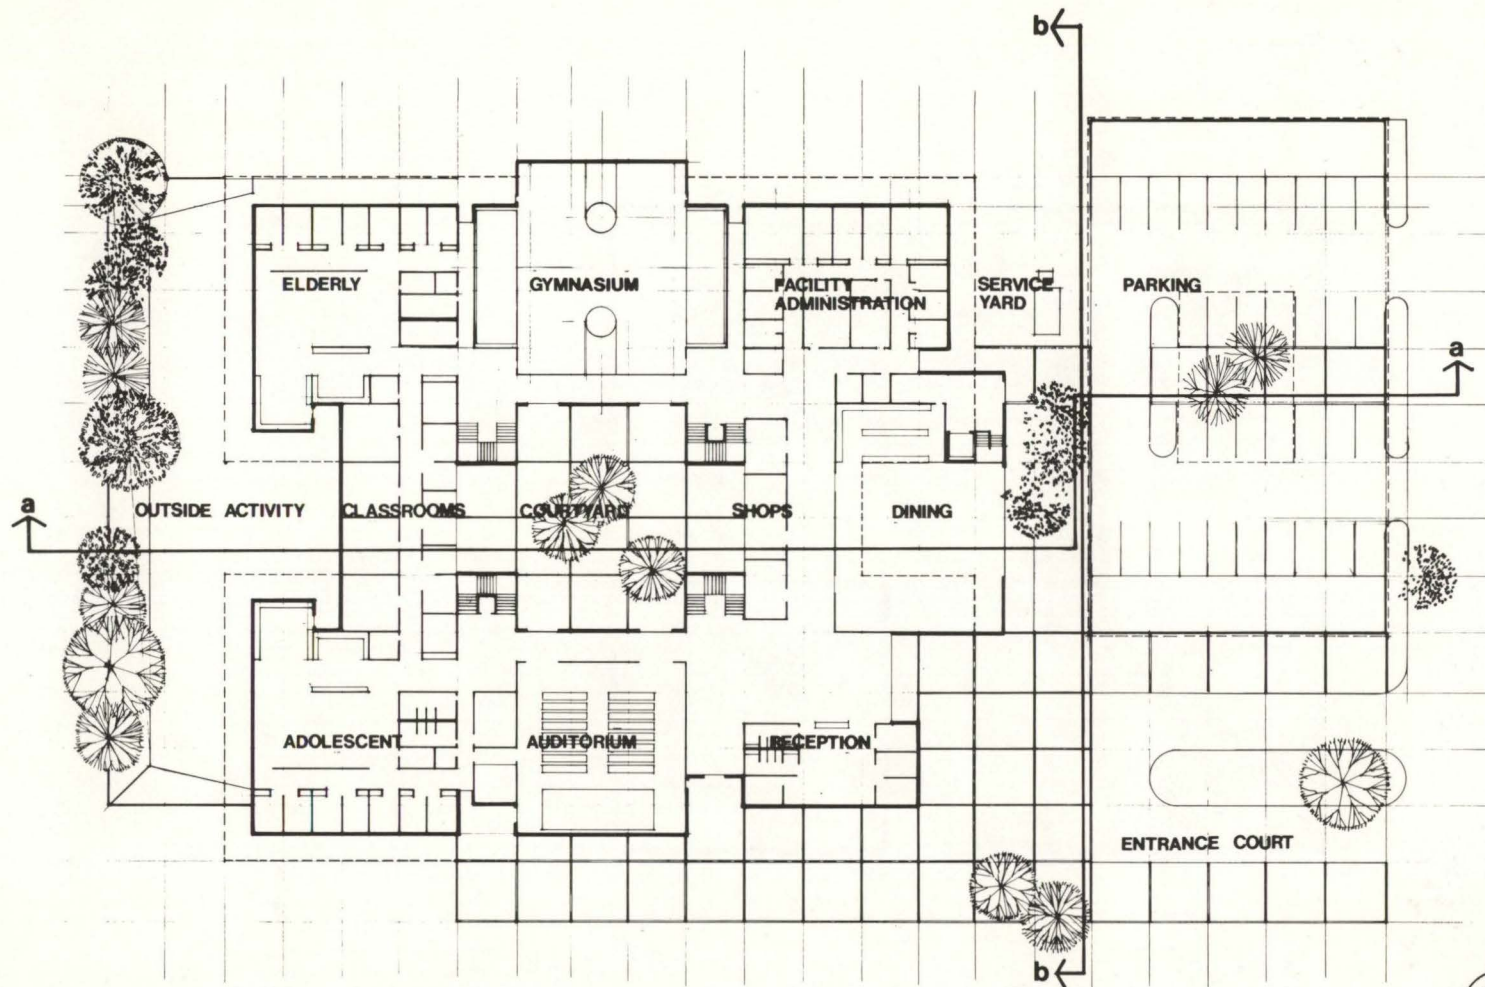 b
ELDERLY
GYMNASIUM
FACILITY
ADMINISTRATION
SERVICE
YARD
PARKING
a
a
OUTSIDE ACTIVITY
CLASSROOMS
COURTYARD
SHOPS
DINING
ADOLESCENT
AUDITORIUM
RECEPTION
ENTRANCE COURT
b